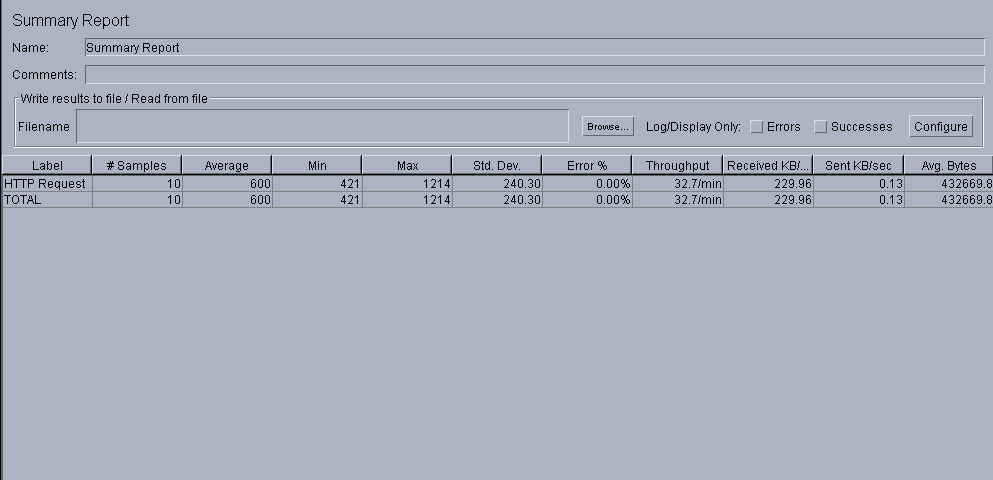 Summary Report
Name: Summary Report
Comments:
Write results to file / Read from file
Filename Browse... Log/Display Only: Errors Successes Configure
Label # Samples Average Min Max Std. Dev. Error % Throughput Received KB/... Sent KB/sec Avg. Bytes
HTTP Request 10 600 421 1214 240.30 0.00% 32.7/min 229.96 0.13 432669.8
TOTAL 10 600 421 1214 240.30 0.00% 32.7/min 229.96 0.13 432669.8